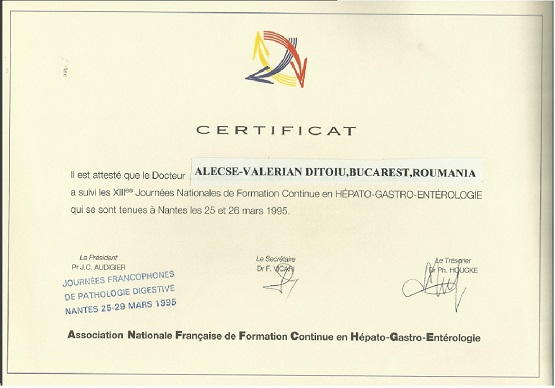 CERTIFICAT
Il est attesté que le Docteur ALECSE-VALERIAN DITOIU,BUCAREST,ROUMANIA
a suivi les XIIIes Journées Nationales de Formation Continue en HÉPATO-GASTRO-ENTÉROLOGIE
qui se sont tenues à Nantes les 25 et 26 mars 1995.
Le Président
Pr J.C. AUDIGIER
Le Secrétaire
Dr F. VICARI
Le Trésorier
Dr Ph. HOUCKE
JOURNÉES FRANCOPHONES
DE PATHOLOGIE DIGESTIVE
NANTES 25-29 MARS 1995
Association Nationale Française de Formation Continue en Hépato-Gastro-Entérologie